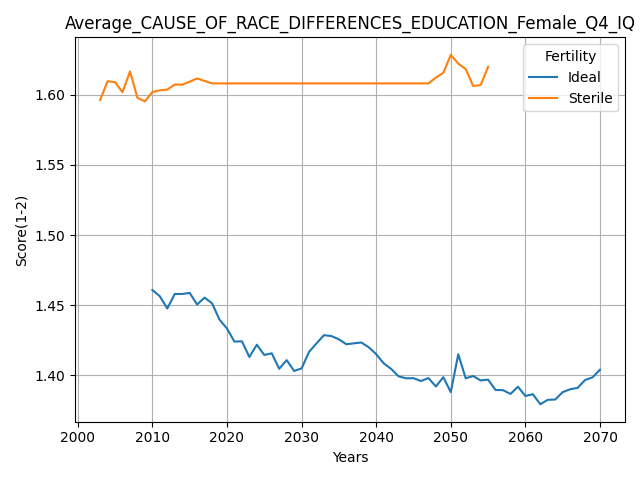 Average_CAUSE_OF_RACE_DIFFERENCES_EDUCATION_Female_Q4_IQ
Fertility
Ideal
Sterile
Score(1-2)
1.60
1.55
1.50
1.45
1.40
2000 2010 2020 2030 2040 2050 2060 2070
Years